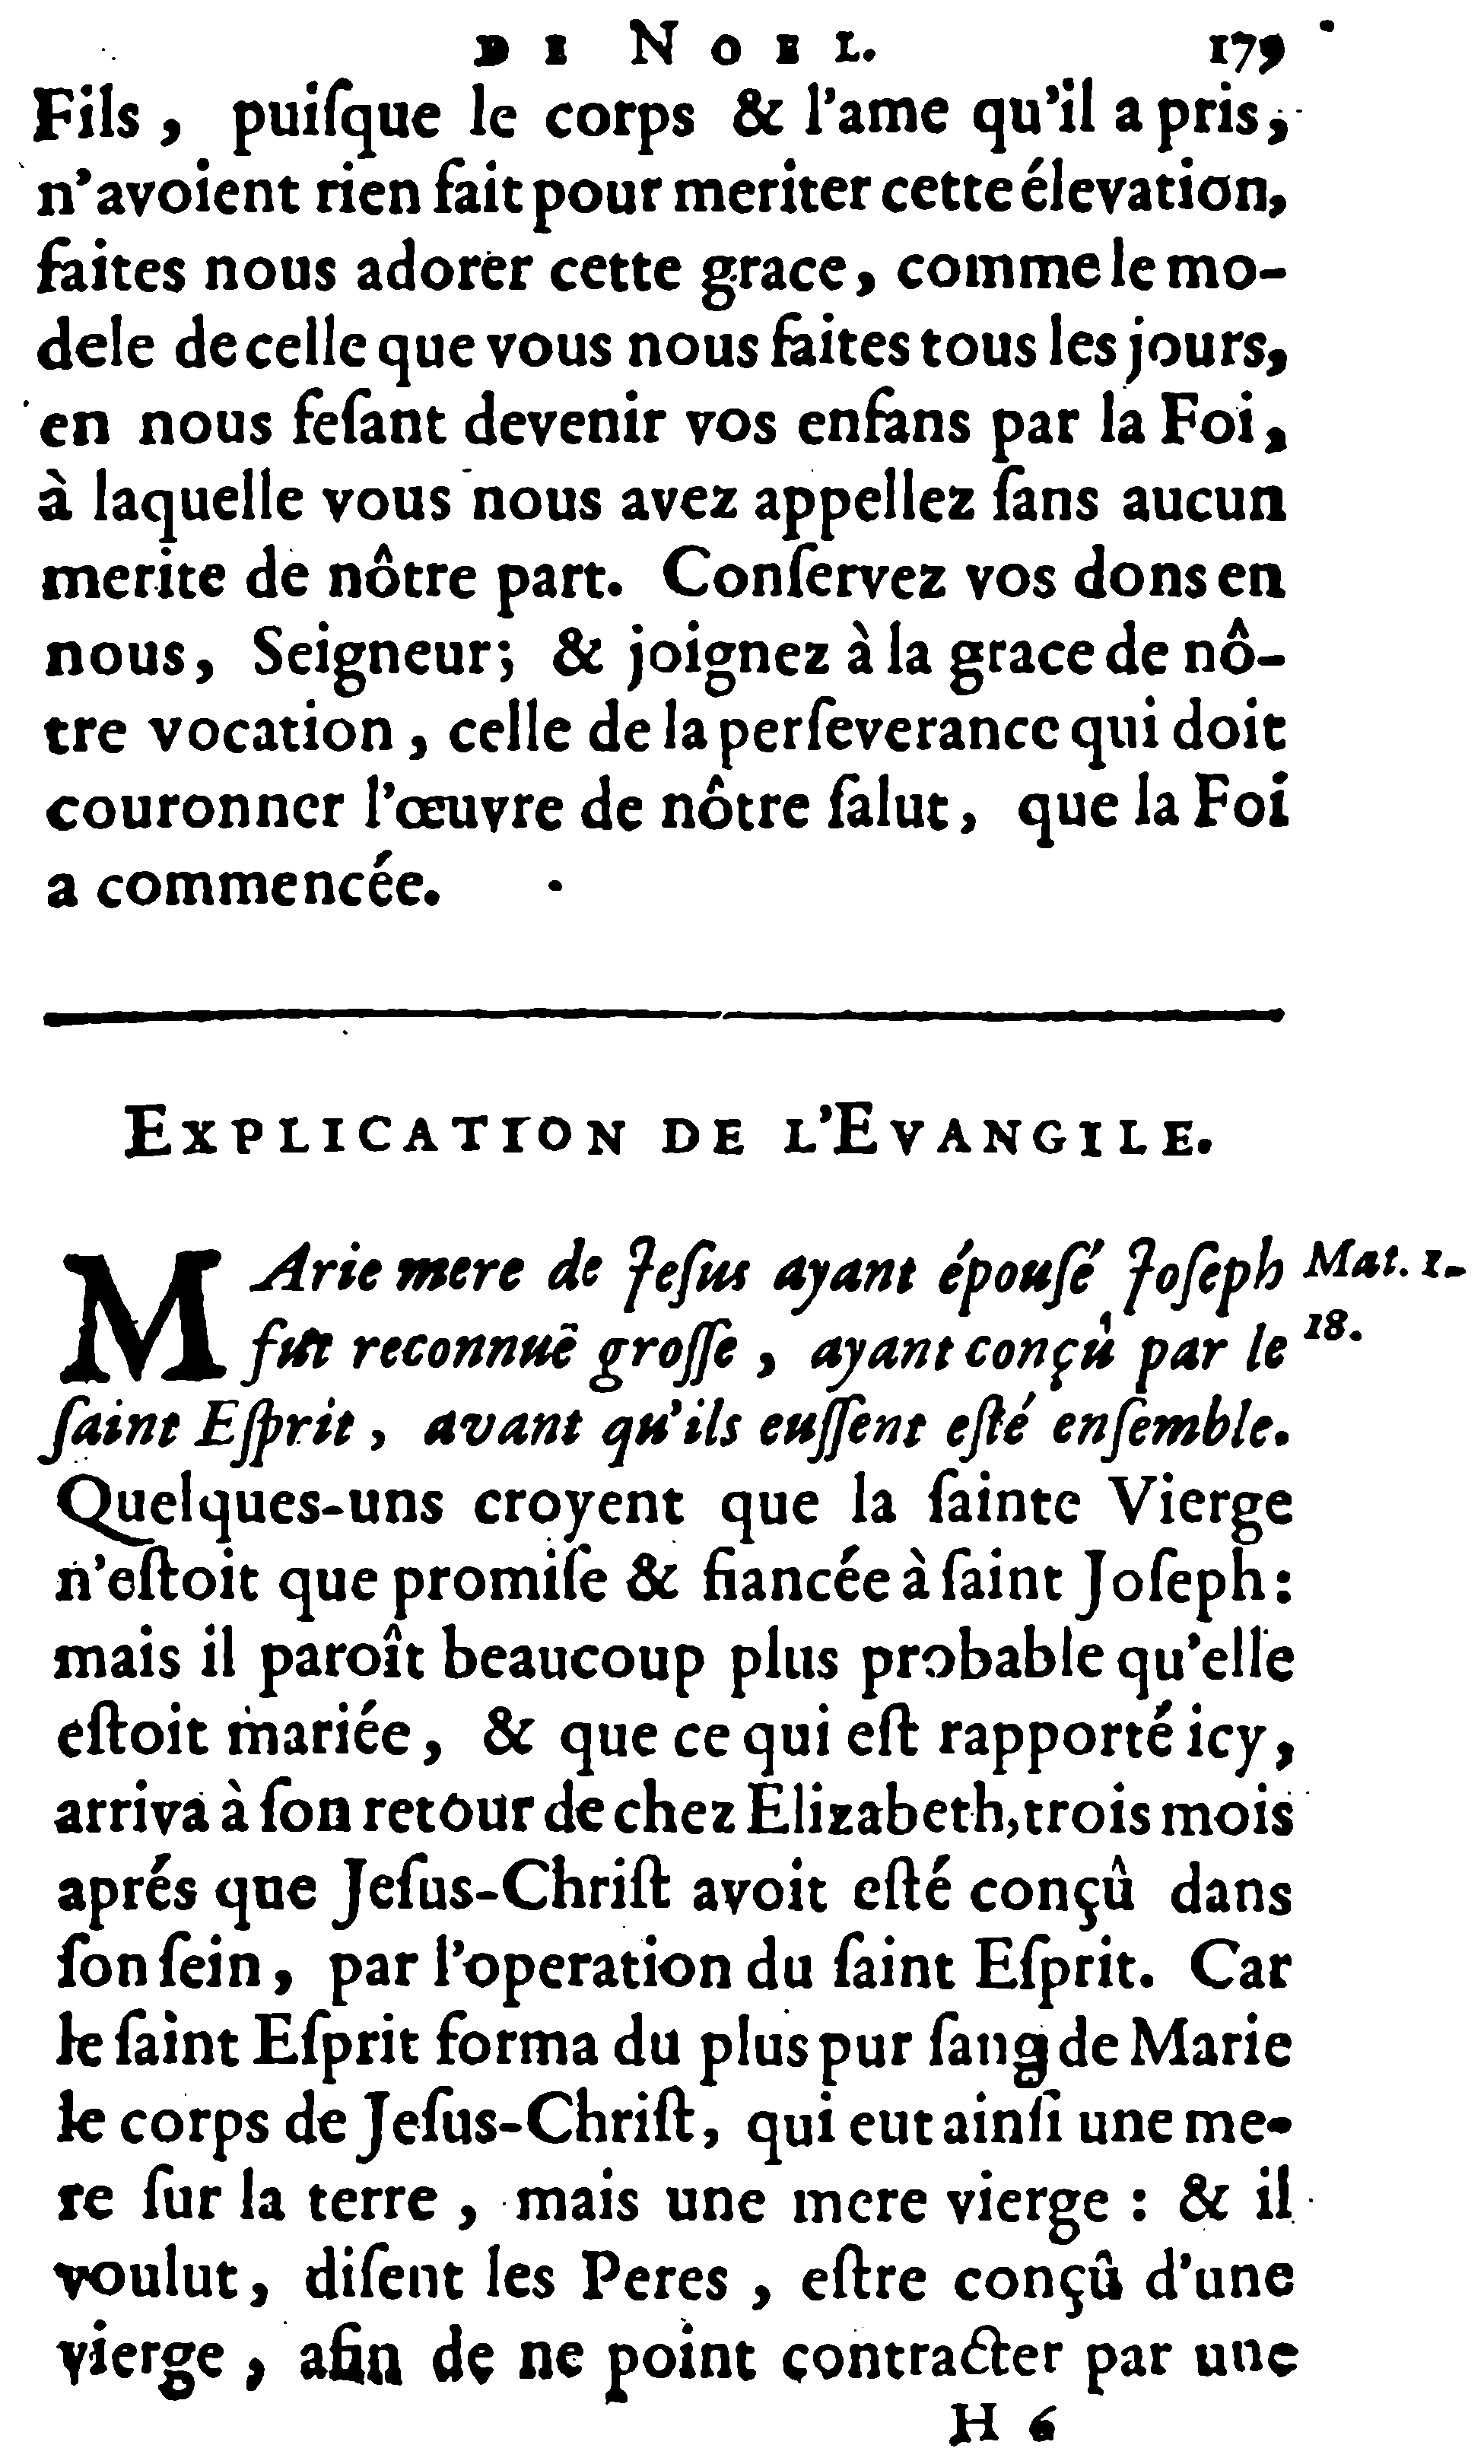 DE NOEL. 179
Fils, puiſque le corps & l'ame qu'il a pris,
n'avoient rien fait pour meriter cette élevation,
faites nous adorer cette grace, comme le mo-
dele de celle que vous nous faites tous les jours,
en nous feſant devenir vos enfans par la Foi,
à laquelle vous nous avez appellez ſans aucun
merite de nôtre part. Conſervez vos dons en
nous, Seigneur; & joignez à la grace de nô-
tre vocation, celle de la perſeverance qui doit
couronner l'œuvre de nôtre ſalut, que la Foi
a commencée.
EXPLICATION DE L'EVANGILE.
MArie mere de Jeſus ayant épouſé Joſeph Mat. 1-
fut reconnuë groſſe, ayant conçû par le 18.
ſaint Eſprit, avant qu'ils euſſent eſté enſemble.
Quelques-uns croyent que la ſainte Vierge
n'eſtoit que promiſe & fiancée à ſaint Joſeph:
mais il paroît beaucoup plus probable qu'elle
eſtoit mariée, & que ce qui eſt rapporté icy,
arriva à ſon retour de chez Elizabeth, trois mois
aprés que Jeſus-Chriſt avoit eſté conçû dans
ſon ſein, par l'operation du ſaint Eſprit. Car
le ſaint Eſprit forma du plus pur ſang de Marie
le corps de Jeſus-Chriſt, qui eut ainſi une me-
re ſur la terre, mais une mere vierge: & il
voulut, diſent les Peres, eſtre conçû d'une
vierge, afin de ne point contracter par une
H 6